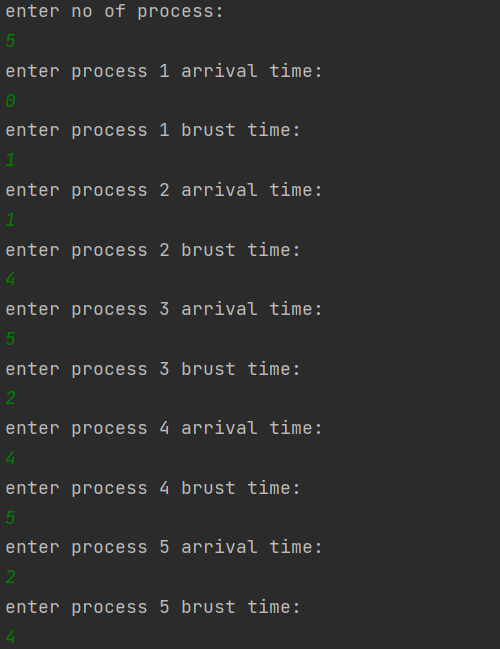 enter no of process:
5
enter process 1 arrival time:
0
enter process 1 brust time:
1
enter process 2 arrival time:
1
enter process 2 brust time:
4
enter process 3 arrival time:
5
enter process 3 brust time:
2
enter process 4 arrival time:
4
enter process 4 brust time:
5
enter process 5 arrival time:
2
enter process 5 brust time:
4